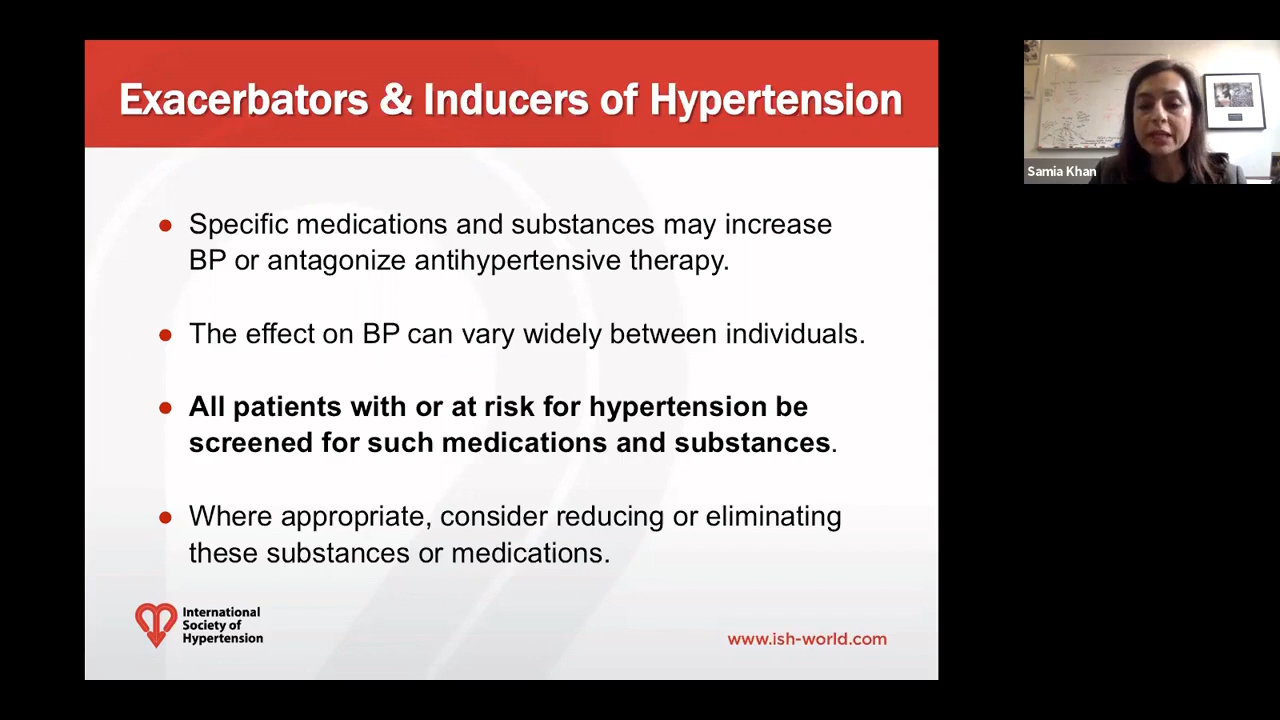 Exacerbators & Inducers of Hypertension
Samia Khan
● Specific medications and substances may increase
BP or antagonize antihypertensive therapy.
● The effect on BP can vary widely between individuals.
● All patients with or at risk for hypertension be
screened for such medications and substances.
● Where appropriate, consider reducing or eliminating
these substances or medications.
International
Society of
Hypertension
www.ish-world.com